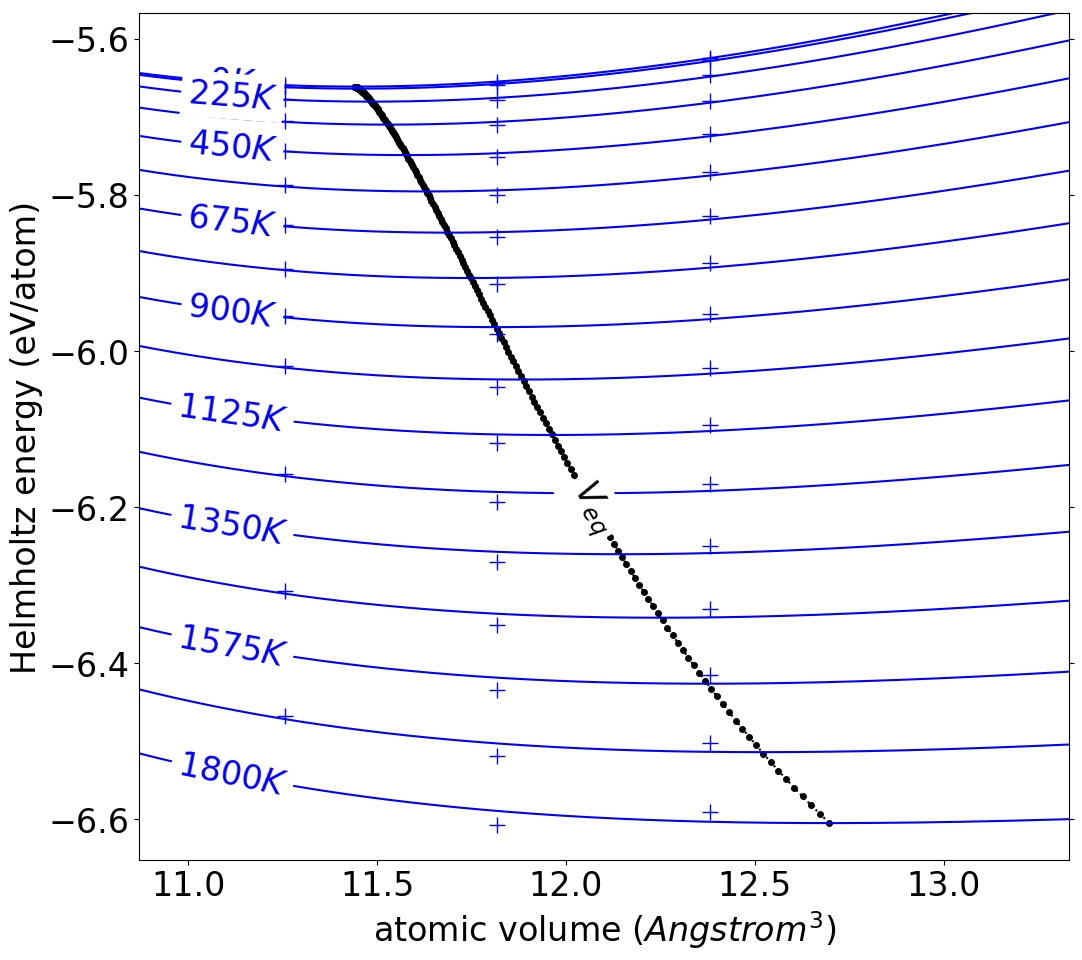 −5.6
−5.8
−6.0
−6.2
−6.4
−6.6
Helmholtz energy (eV/atom)
0K
225K
450K
675K
900K
1125K
1350K
1575K
1800K
V_eq
11.0 11.5 12.0 12.5 13.0
atomic volume (Angstrom³)